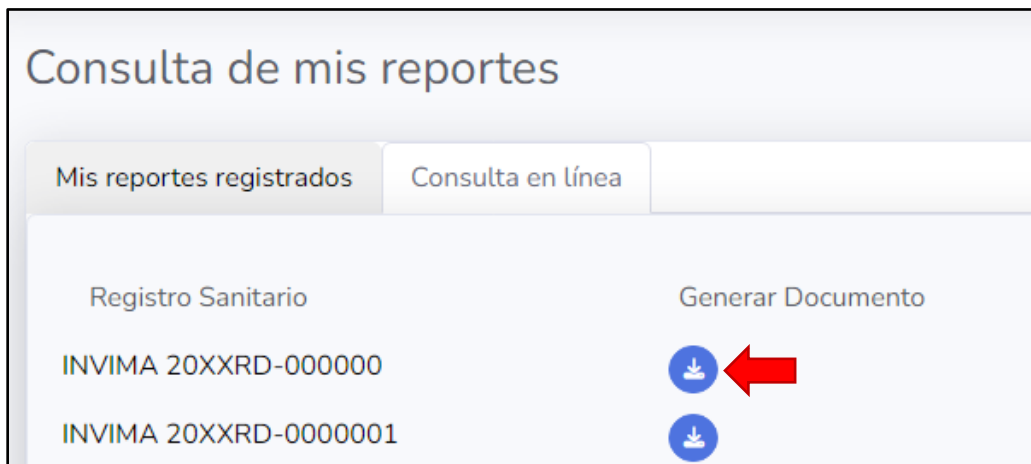 Consulta de mis reportes
Mis reportes registrados Consulta en línea
Registro Sanitario Generar Documento
INVIMA 20XXRD-000000
INVIMA 20XXRD-0000001